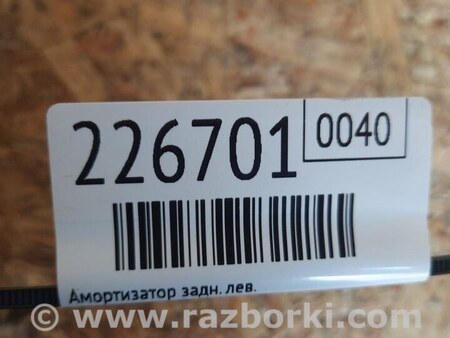 226701
0040
Амортизатор задн. лев.
© www.razborki.com